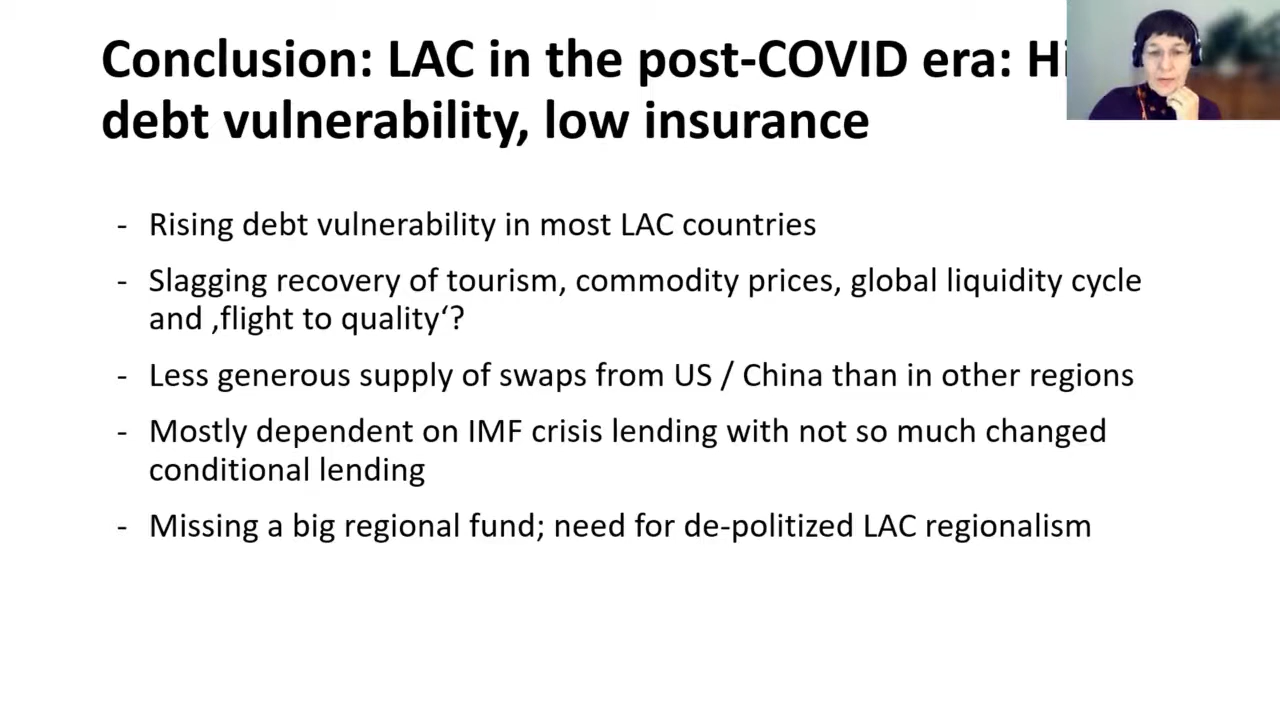 Conclusion: LAC in the post-COVID era:
debt vulnerability, low insurance
- Rising debt vulnerability in most LAC countries
- Slagging recovery of tourism, commodity prices, global liquidity cycle
and ‚flight to quality‘?
- Less generous supply of swaps from US / China than in other regions
- Mostly dependent on IMF crisis lending with not so much changed
conditional lending
- Missing a big regional fund; need for de-politized LAC regionalism